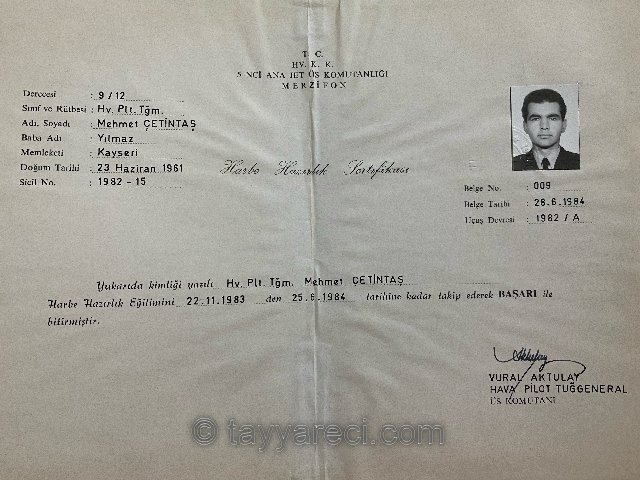 T. C.
HV. K. K.
5 NCİ ANA JET ÜS KOMUTANLIĞI
MERZİFON
Derecesi : 9/12
Sınıf ve Rütbesi : Hv. Plt. Tğm.
Adı, Soyadı : Mehmet ÇETİNTAŞ
Baba Adı : Yılmaz
Memleketi : Kayseri
Doğum Tarihi : 23 Haziran 1961
Sicil No. : 1982 - 15
Harbe Hazırlık Sertifikası
Belge No. : 009
Belge Tarihi : 26.6.1984
Uçuş Devresi : 1982 / A
Yukarıda kimliği yazılı Hv. Plt. Tğm. Mehmet ÇETİNTAŞ
Harbe Hazırlık Eğitimini 22.11.1983 den 25.6.1984 tarihine kadar takip ederek BAŞARI ile
bitirmiştir.
Aktulay
VURAL AKTULAY
HAVA PİLOT TUĞGENERAL
ÜS KOMUTANI
© tayyareci.com